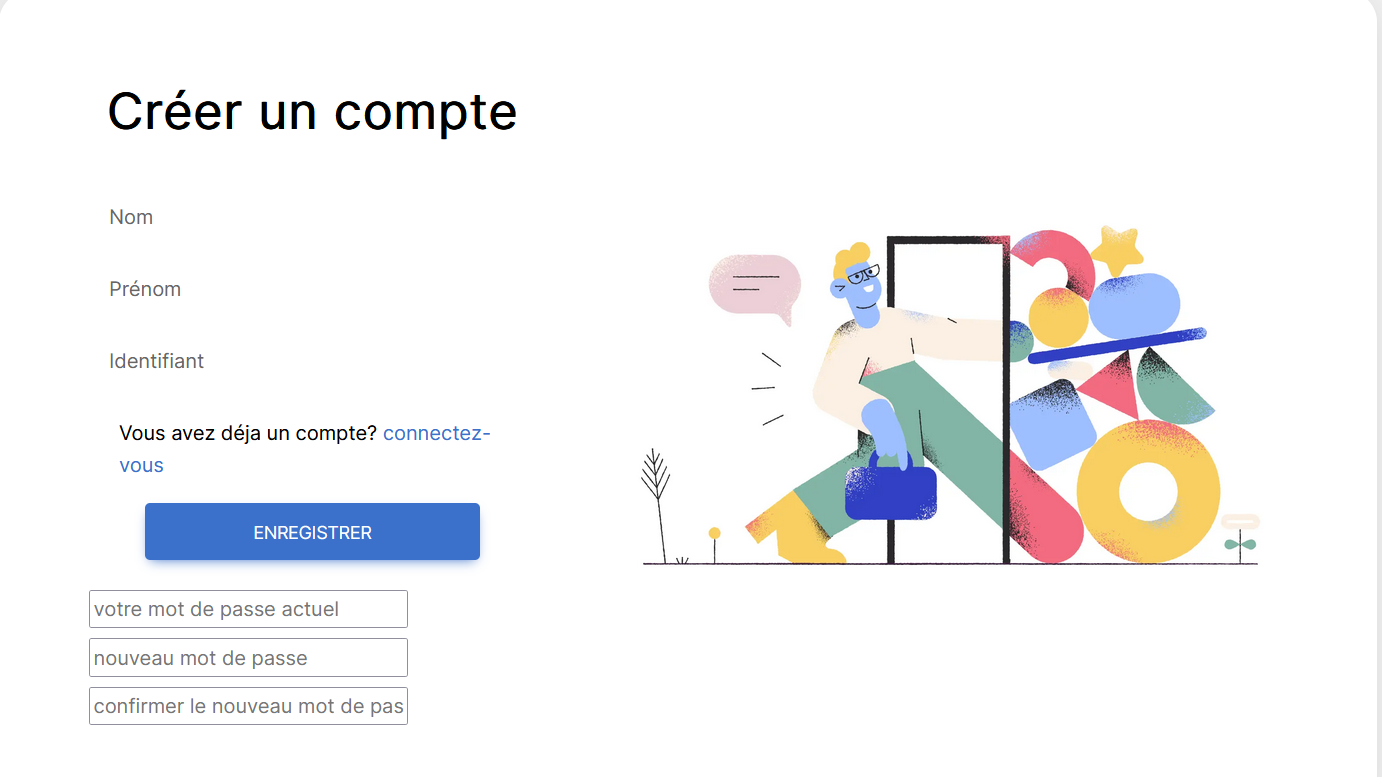 Créer un compte
Nom
Prénom
Identifiant
Vous avez déja un compte? connectez-
vous
ENREGISTRER
votre mot de passe actuel
nouveau mot de passe
confirmer le nouveau mot de pas